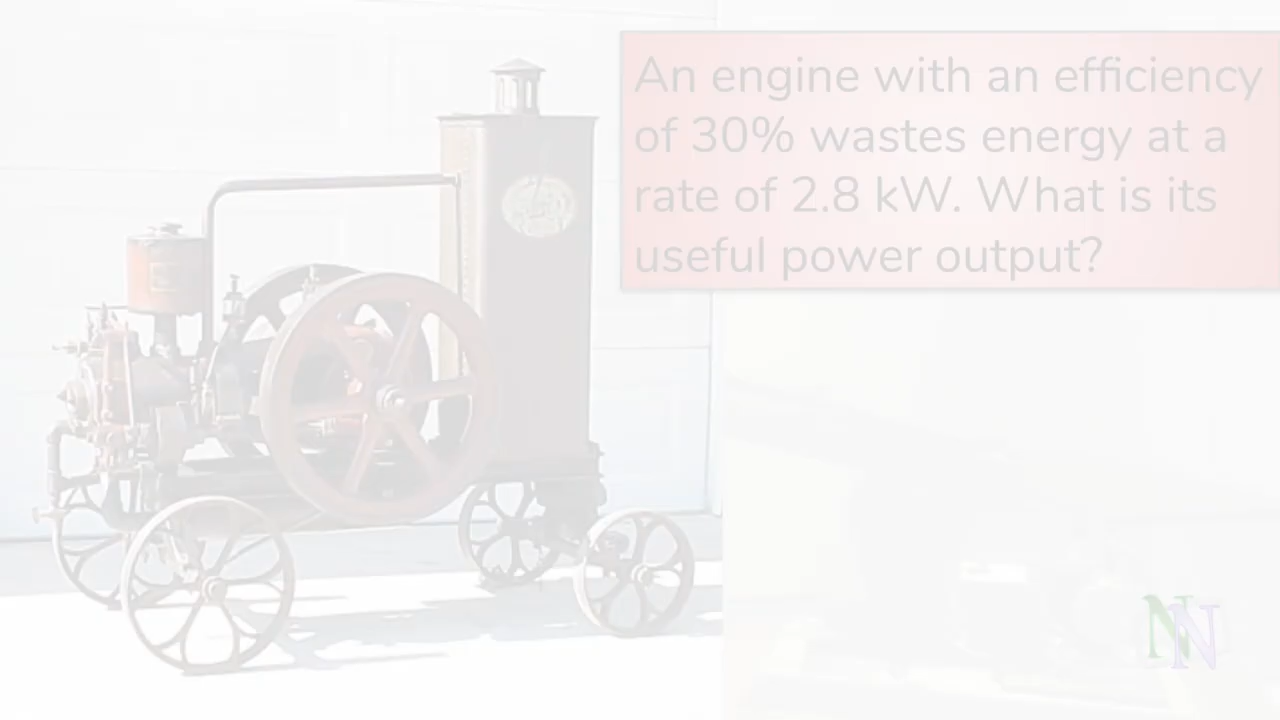 An engine with an efficiency
of 30% wastes energy at a
rate of 2.8 kW. What is its
useful power output?
NN